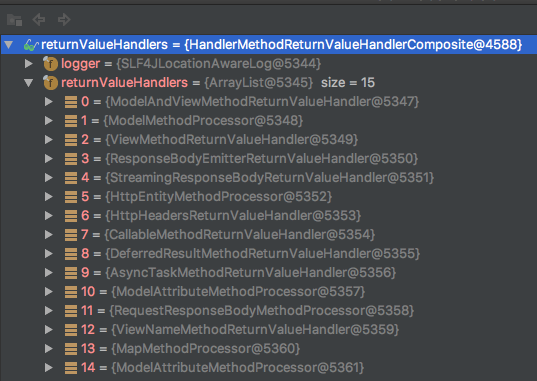 returnValueHandlers = {HandlerMethodReturnValueHandlerComposite@4588}
f logger = {SLF4JLocationAwareLog@5344}
f returnValueHandlers = {ArrayList@5345} size = 15
0 = {ModelAndViewMethodReturnValueHandler@5347}
1 = {ModelMethodProcessor@5348}
2 = {ViewMethodReturnValueHandler@5349}
3 = {ResponseBodyEmitterReturnValueHandler@5350}
4 = {StreamingResponseBodyReturnValueHandler@5351}
5 = {HttpEntityMethodProcessor@5352}
6 = {HttpHeadersReturnValueHandler@5353}
7 = {CallableMethodReturnValueHandler@5354}
8 = {DeferredResultMethodReturnValueHandler@5355}
9 = {AsyncTaskMethodReturnValueHandler@5356}
10 = {ModelAttributeMethodProcessor@5357}
11 = {RequestResponseBodyMethodProcessor@5358}
12 = {ViewNameMethodReturnValueHandler@5359}
13 = {MapMethodProcessor@5360}
14 = {ModelAttributeMethodProcessor@5361}